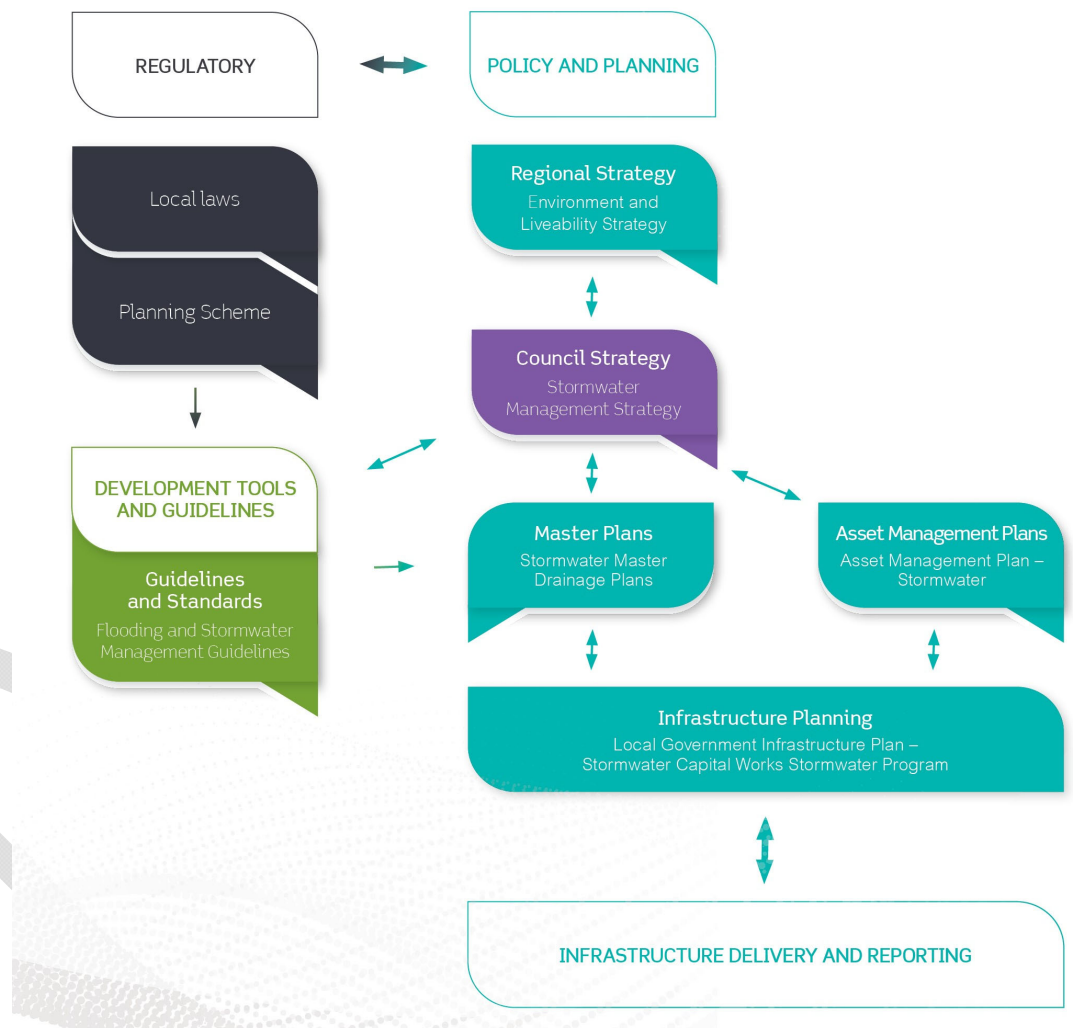 REGULATORY
POLICY AND PLANNING
Local laws
Planning Scheme
Regional Strategy
Environment and
Liveability Strategy
Council Strategy
Stormwater
Management Strategy
DEVELOPMENT TOOLS
AND GUIDELINES
Guidelines
and Standards
Flooding and Stormwater
Management Guidelines
Master Plans
Stormwater Master
Drainage Plans
Asset Management Plans
Asset Management Plan –
Stormwater
Infrastructure Planning
Local Government Infrastructure Plan –
Stormwater Capital Works Stormwater Program
INFRASTRUCTURE DELIVERY AND REPORTING